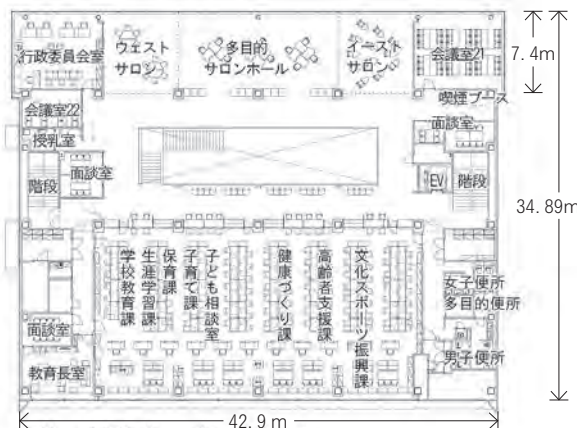 行政委員会室
ウェスト
サロン
多目的
サロンホール
イースト
サロン
会議室21
7.4m
喫煙ブース
会議室22
授乳室
面談室
階段
面談室
EV
階段
34.89m
学校教育課
生涯学習課
保育課
子育て課
子ども相談室
健康づくり課
高齢者支援課
文化スポーツ振興課
女子便所
多目的便所
面談室
男子便所
教育長室
42.9m